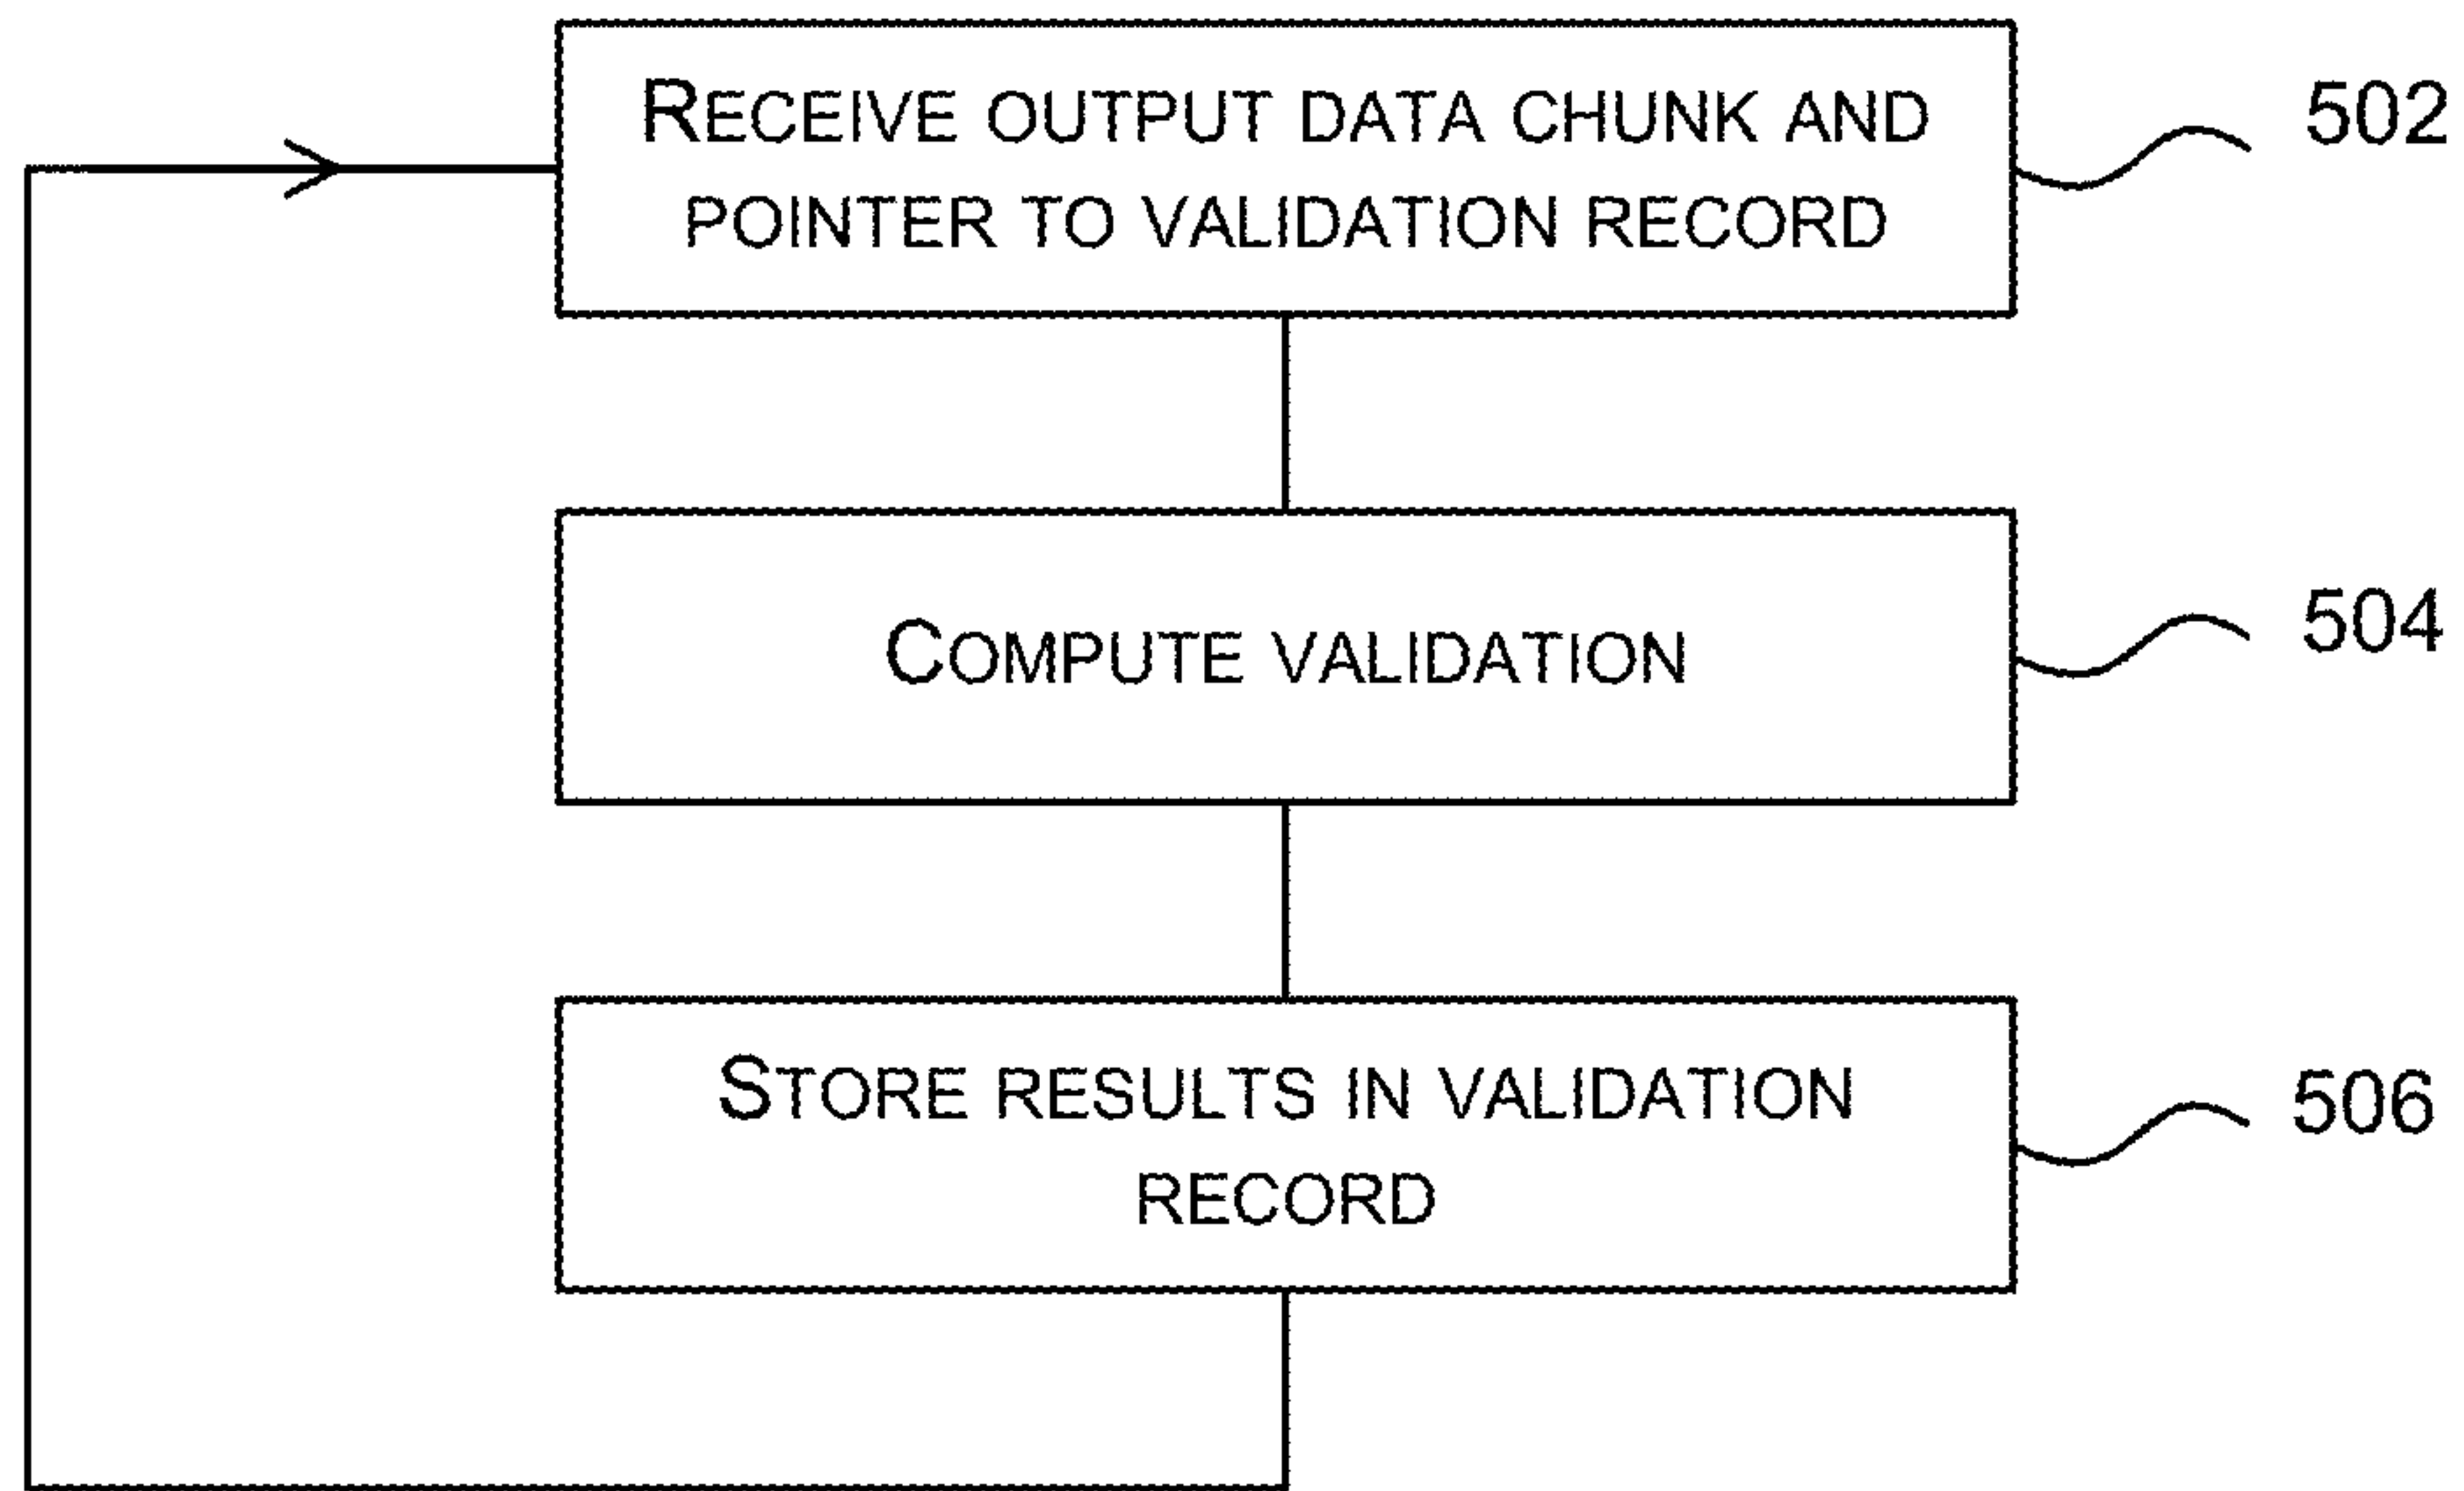 RECEIVE OUTPUT DATA CHUNK AND
POINTER TO VALIDATION RECORD
502
COMPUTE VALIDATION
504
STORE RESULTS IN VALIDATION
RECORD
506